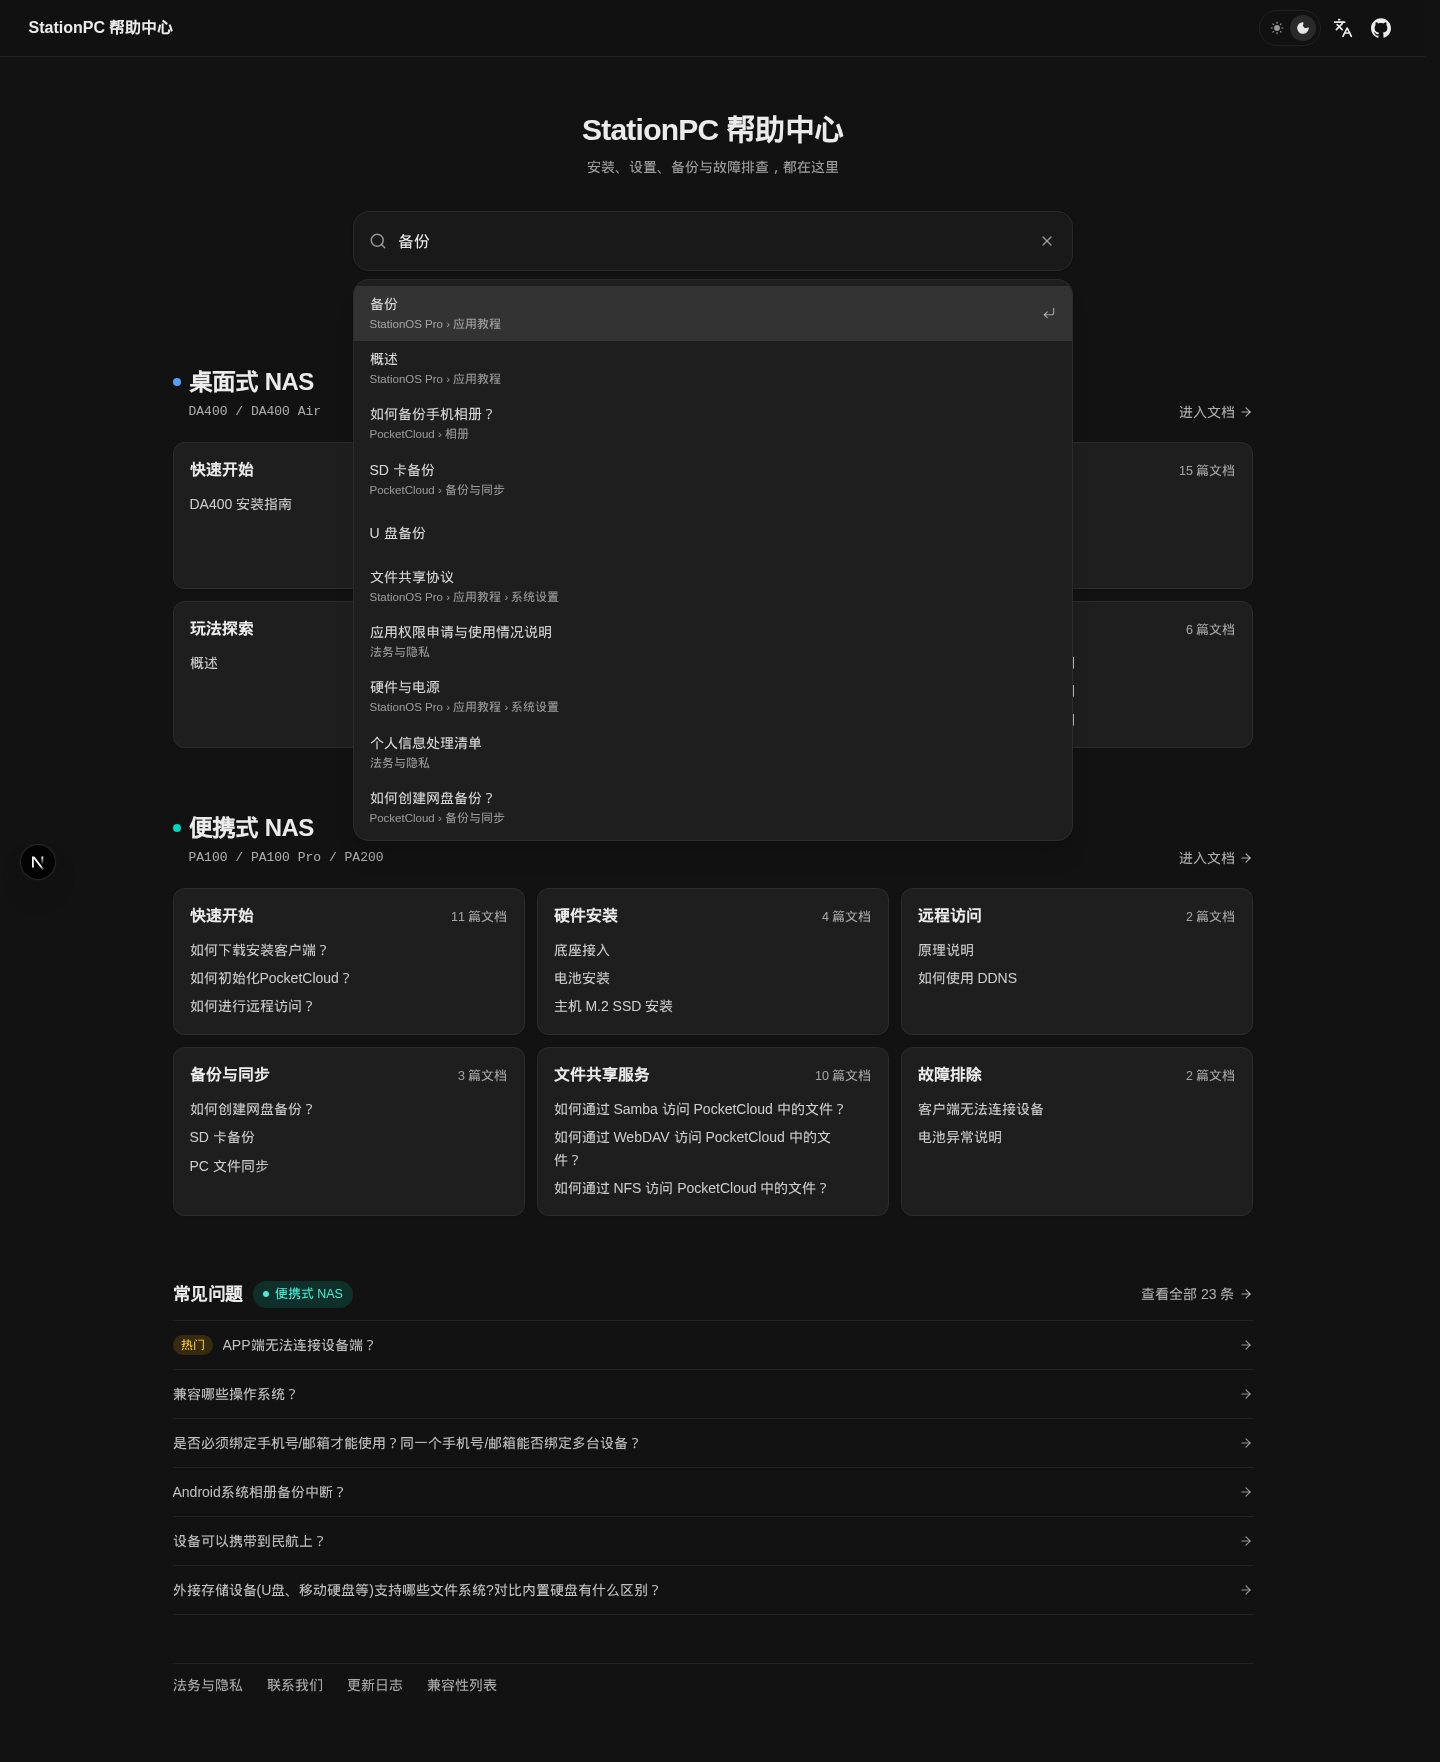 StationPC 帮助中心
StationPC 帮助中心
安装、设置、备份与故障排查，都在这里
备份
备份
StationOS Pro › 应用教程
概述
StationOS Pro › 应用教程
如何备份手机相册？
PocketCloud › 相册
SD 卡备份
PocketCloud › 备份与同步
U 盘备份
文件共享协议
StationOS Pro › 应用教程 › 系统设置
应用权限申请与使用情况说明
法务与隐私
硬件与电源
StationOS Pro › 应用教程 › 系统设置
个人信息处理清单
法务与隐私
如何创建网盘备份？
PocketCloud › 备份与同步
桌面式 NAS
DA400 / DA400 Air
进入文档
快速开始
DA400 安装指南
15 篇文档
玩法探索
概述
6 篇文档
便携式 NAS
PA100 / PA100 Pro / PA200
进入文档
快速开始
11 篇文档
如何下载安装客户端？
如何初始化PocketCloud？
如何进行远程访问？
硬件安装
4 篇文档
底座接入
电池安装
主机 M.2 SSD 安装
远程访问
2 篇文档
原理说明
如何使用 DDNS
备份与同步
3 篇文档
如何创建网盘备份？
SD 卡备份
PC 文件同步
文件共享服务
10 篇文档
如何通过 Samba 访问 PocketCloud 中的文件？
如何通过 WebDAV 访问 PocketCloud 中的文
件？
如何通过 NFS 访问 PocketCloud 中的文件？
故障排除
2 篇文档
客户端无法连接设备
电池异常说明
常见问题
便携式 NAS
查看全部 23 条
热门 APP端无法连接设备端？
兼容哪些操作系统？
是否必须绑定手机号/邮箱才能使用？同一个手机号/邮箱能否绑定多台设备？
Android系统相册备份中断？
设备可以携带到民航上？
外接存储设备(U盘、移动硬盘等)支持哪些文件系统?对比内置硬盘有什么区别？
法务与隐私
联系我们
更新日志
兼容性列表